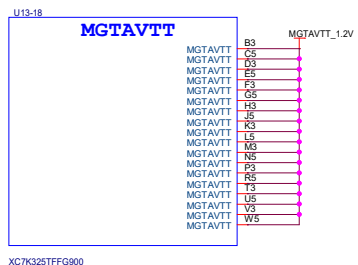 U13-18
MGTAVTT
MGTAVTT_1.2V
MGTAVTT B3
MGTAVTT C5
MGTAVTT D3
MGTAVTT E5
MGTAVTT F3
MGTAVTT G5
MGTAVTT H3
MGTAVTT J5
MGTAVTT K3
MGTAVTT L5
MGTAVTT M3
MGTAVTT N5
MGTAVTT P3
MGTAVTT R5
MGTAVTT T3
MGTAVTT U5
MGTAVTT V3
MGTAVTT W5
XC7K325TFFG900